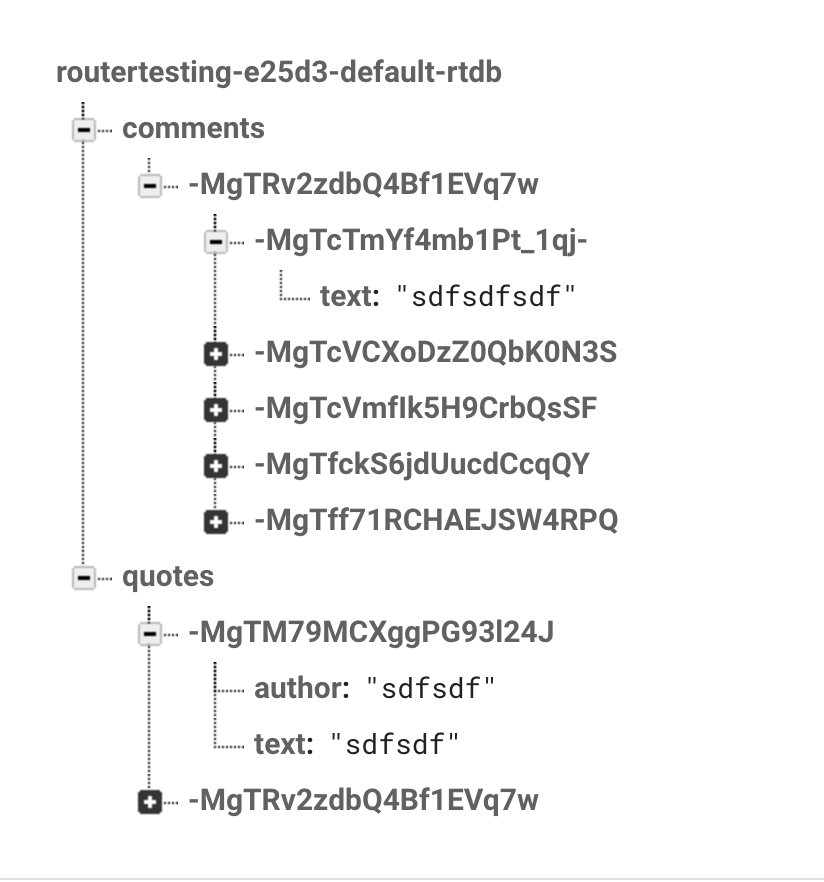 routertesting-e25d3-default-rtdb
comments
-MgTRv2zdbQ4Bf1EVq7w
-MgTcTmYf4mb1Pt_1qj-
text: "sdfsdfsdf"
-MgTcVCXoDzZ0QbK0N3S
-MgTcVmfIk5H9CrbQsSF
-MgTfckS6jdUucdCcqQY
-MgTff71RCHAEJSW4RPQ
quotes
-MgTM79MCXggPG93l24J
author: "sdfsdf"
text: "sdfsdf"
-MgTRv2zdbQ4Bf1EVq7w